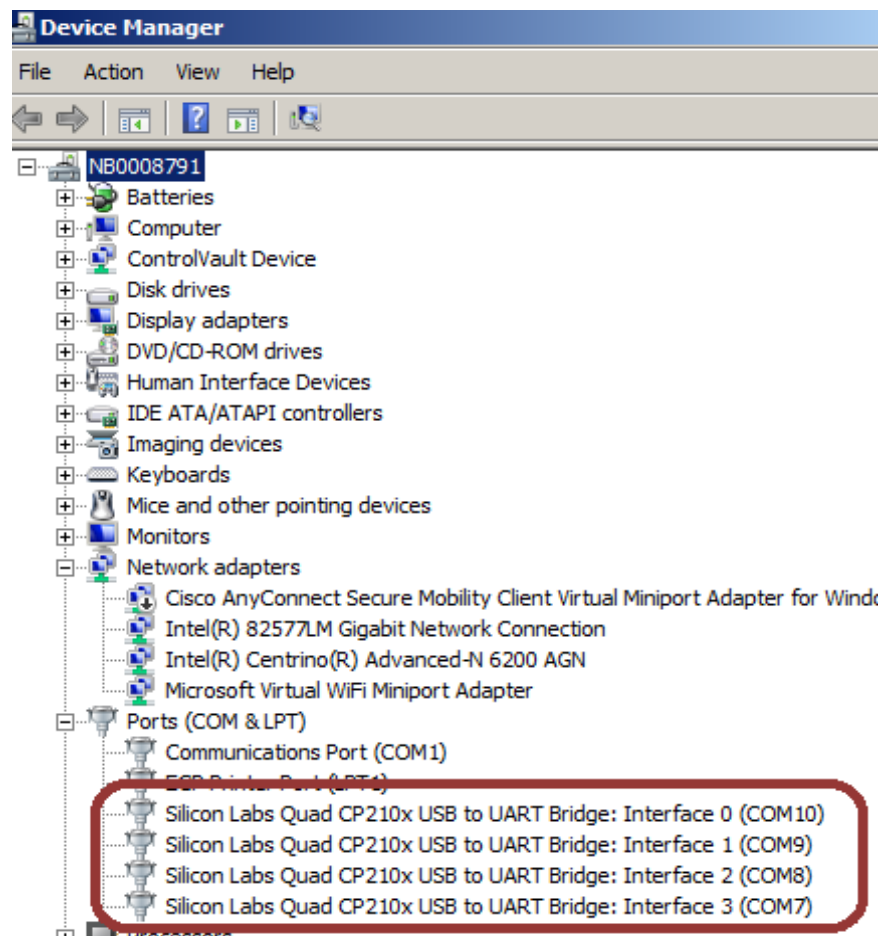 Device Manager
File Action View Help
NB0008791
Batteries
Computer
ControlVault Device
Disk drives
Display adapters
DVD/CD-ROM drives
Human Interface Devices
IDE ATA/ATAPI controllers
Imaging devices
Keyboards
Mice and other pointing devices
Monitors
Network adapters
Cisco AnyConnect Secure Mobility Client Virtual Miniport Adapter for Windo
Intel(R) 82577LM Gigabit Network Connection
Intel(R) Centrino(R) Advanced-N 6200 AGN
Microsoft Virtual WiFi Miniport Adapter
Ports (COM & LPT)
Communications Port (COM1)
ECP Printer Port (LPT1)
Silicon Labs Quad CP210x USB to UART Bridge: Interface 0 (COM10)
Silicon Labs Quad CP210x USB to UART Bridge: Interface 1 (COM9)
Silicon Labs Quad CP210x USB to UART Bridge: Interface 2 (COM8)
Silicon Labs Quad CP210x USB to UART Bridge: Interface 3 (COM7)
Processors